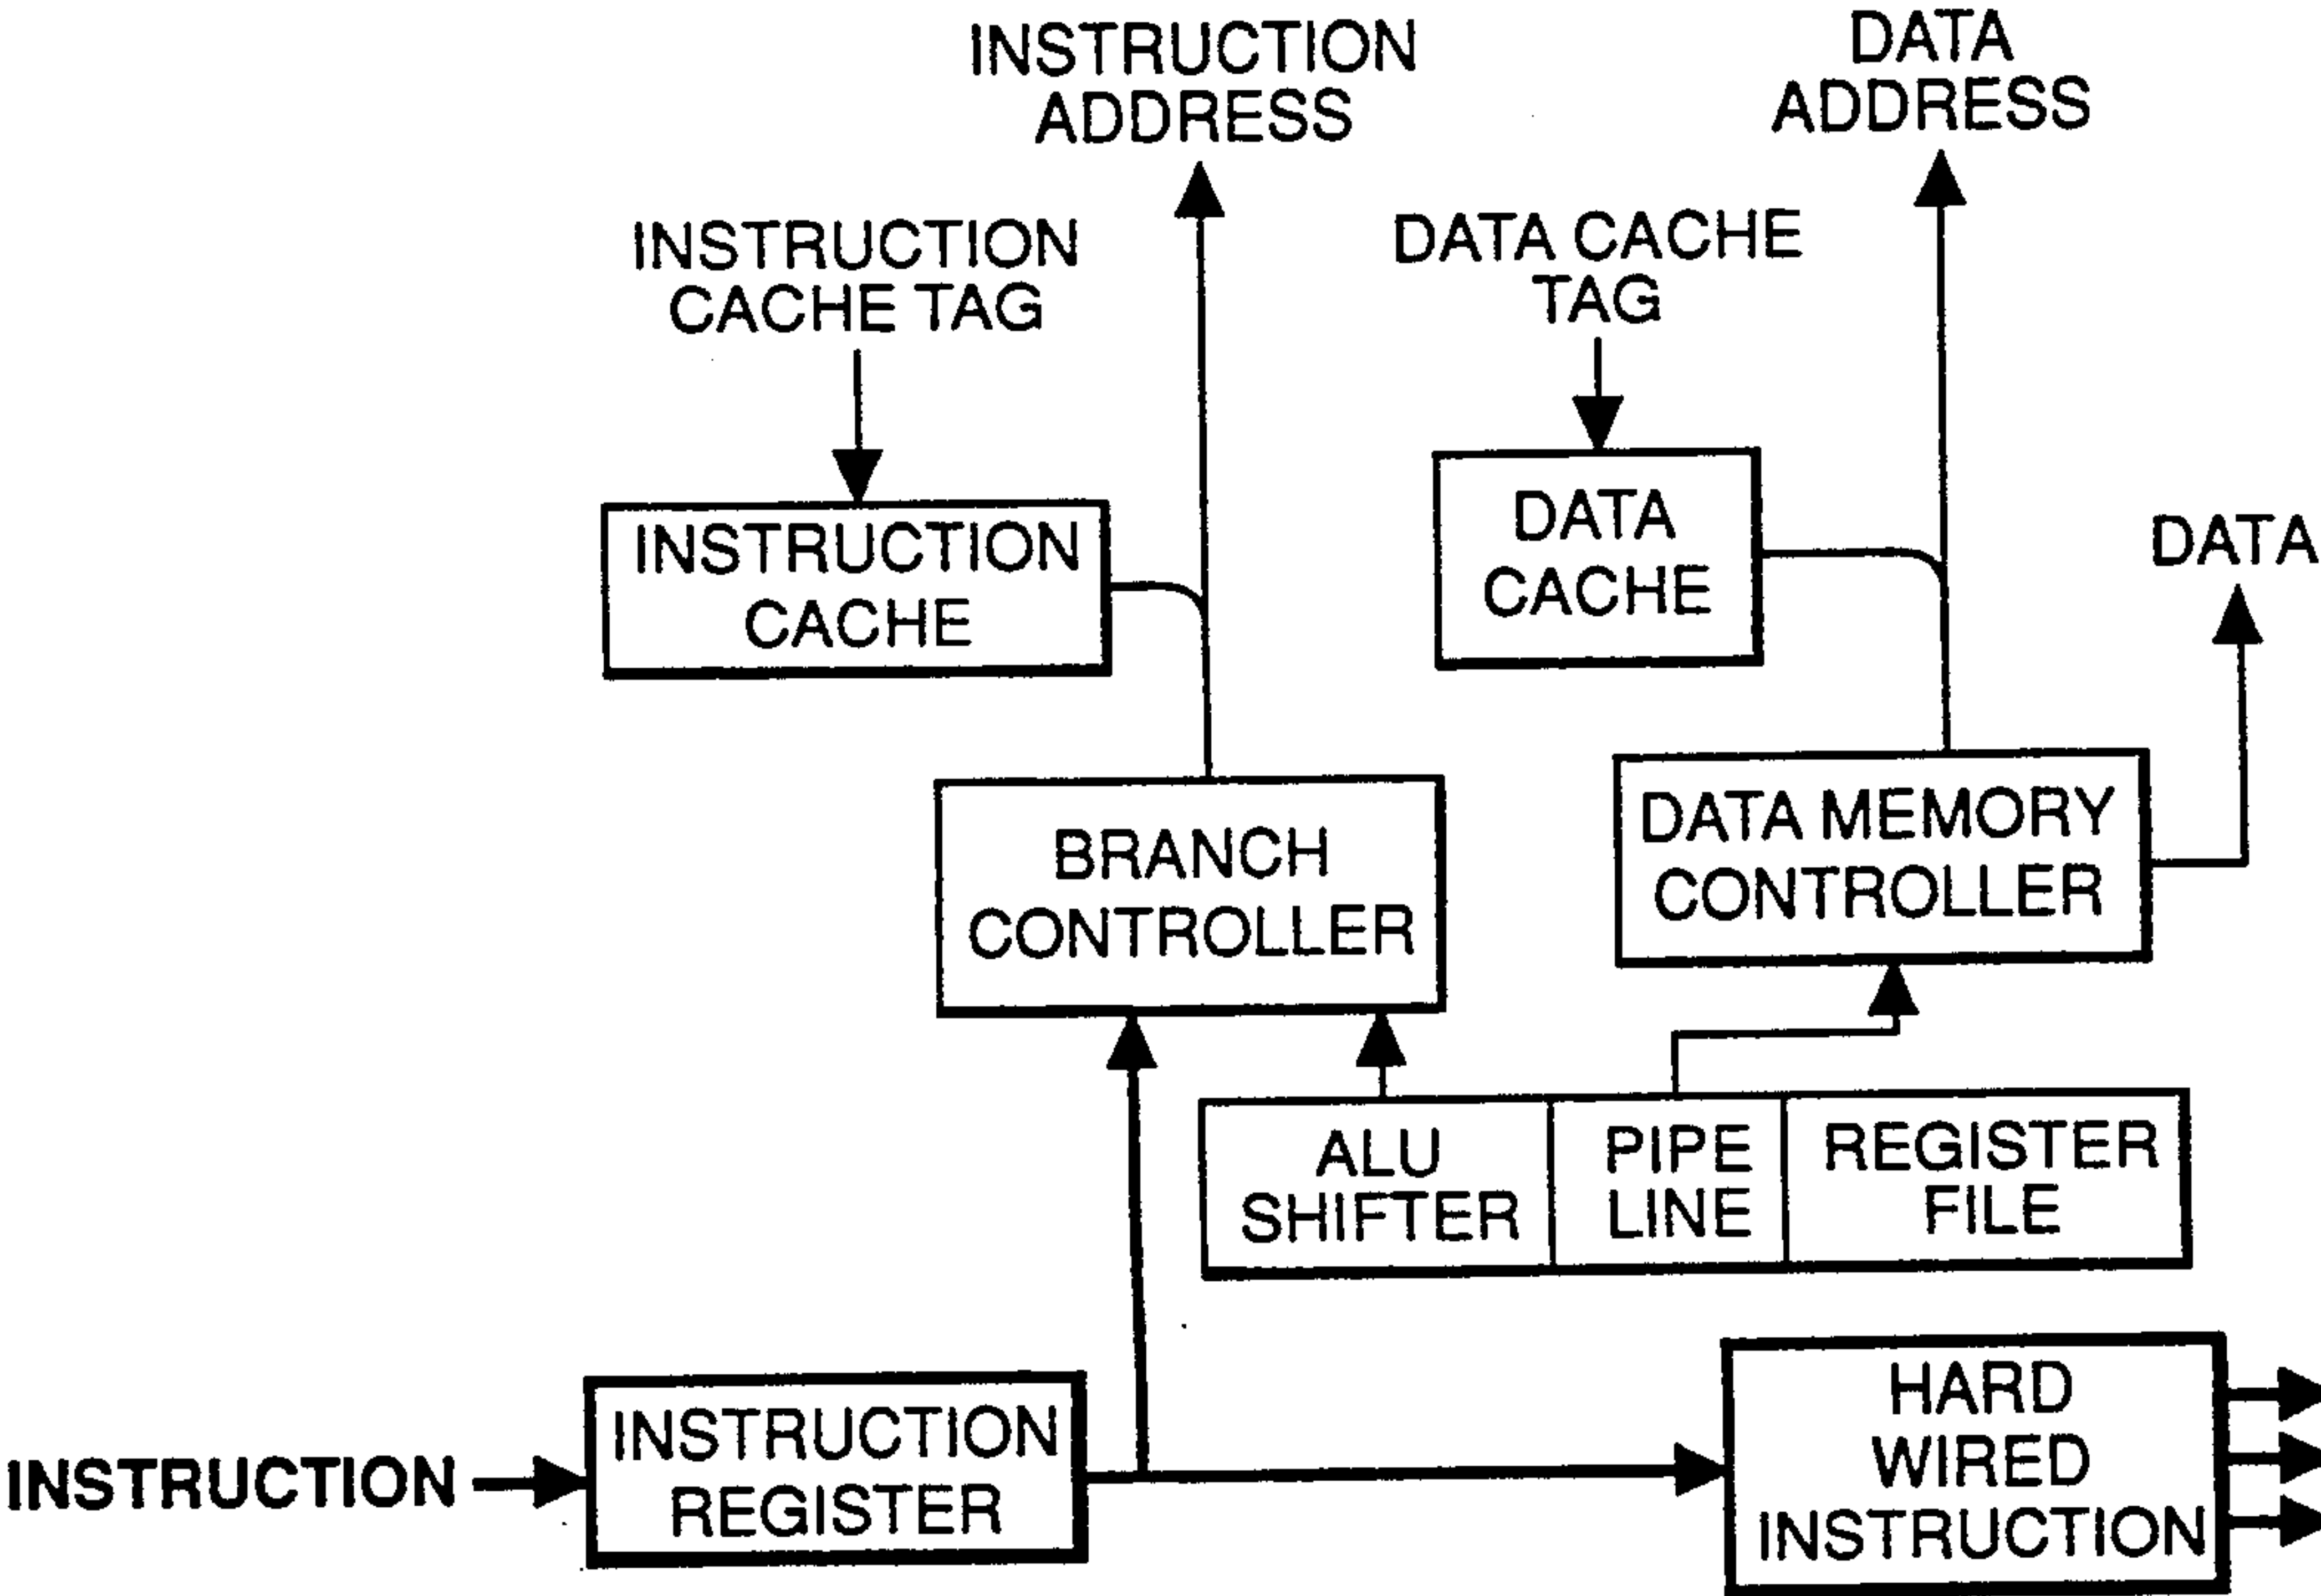 INSTRUCTION
ADDRESS
DATA
ADDRESS
INSTRUCTION
CACHE TAG
DATA CACHE
TAG
INSTRUCTION
CACHE
DATA
CACHE
DATA
BRANCH
CONTROLLER
DATA MEMORY
CONTROLLER
ALU
SHIFTER
PIPE
LINE
REGISTER
FILE
INSTRUCTION
INSTRUCTION
REGISTER
HARD
WIRED
INSTRUCTION